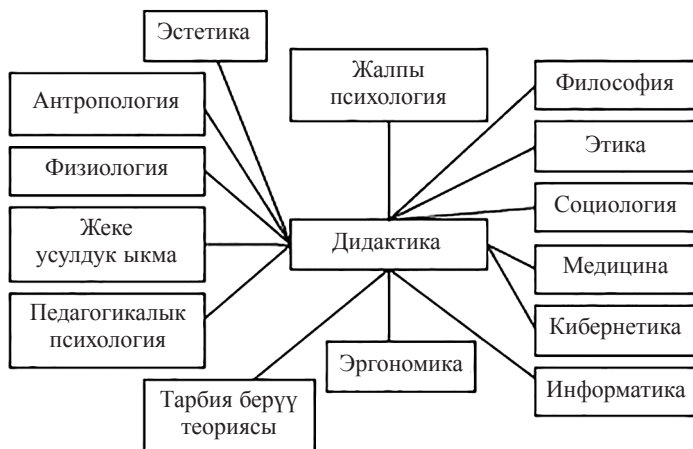 Эстетика
Жалпы
психология
Философия
Антропология
Этика
Физиология
Социология
Жеке
усулдук ыкма
Дидактика
Медицина
Педагогикалык
психология
Кибернетика
Эргономика
Информатика
Тарбия берүү
теориясы